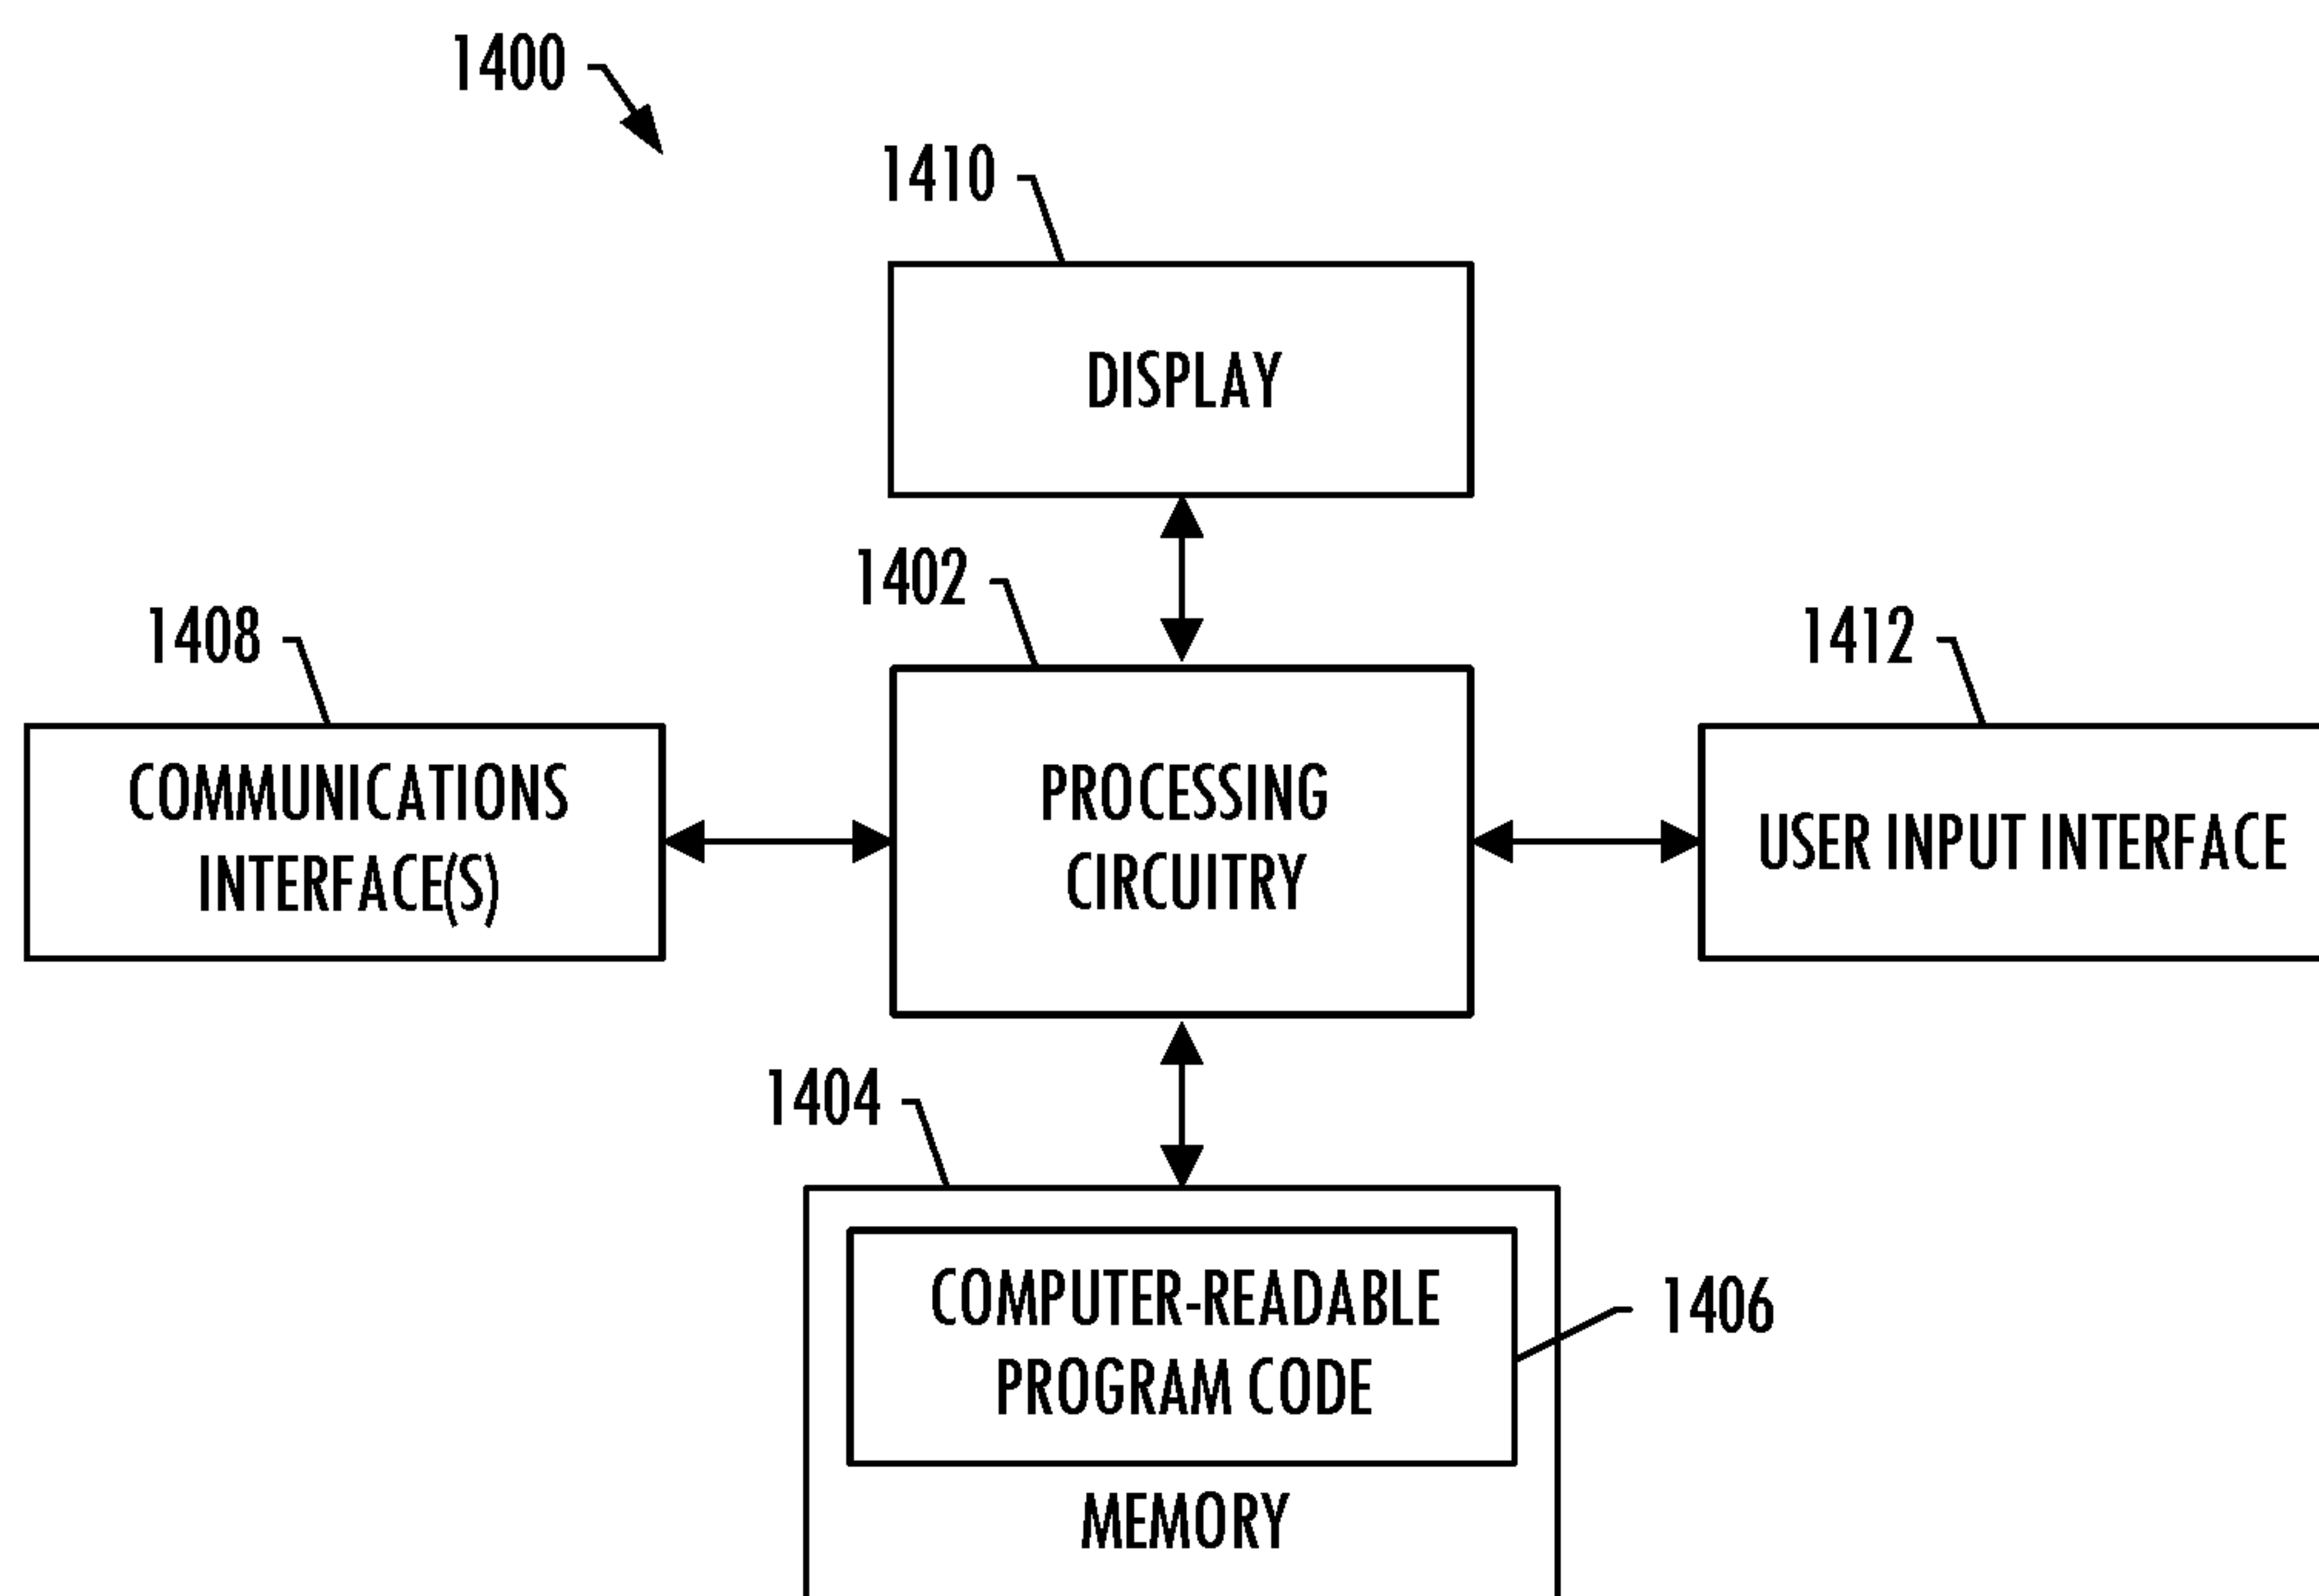 1400
1410
DISPLAY
1402
1408
1412
COMMUNICATIONS
INTERFACE(S)
PROCESSING
CIRCUITRY
USER INPUT INTERFACE
1404
COMPUTER-READABLE
PROGRAM CODE
1406
MEMORY